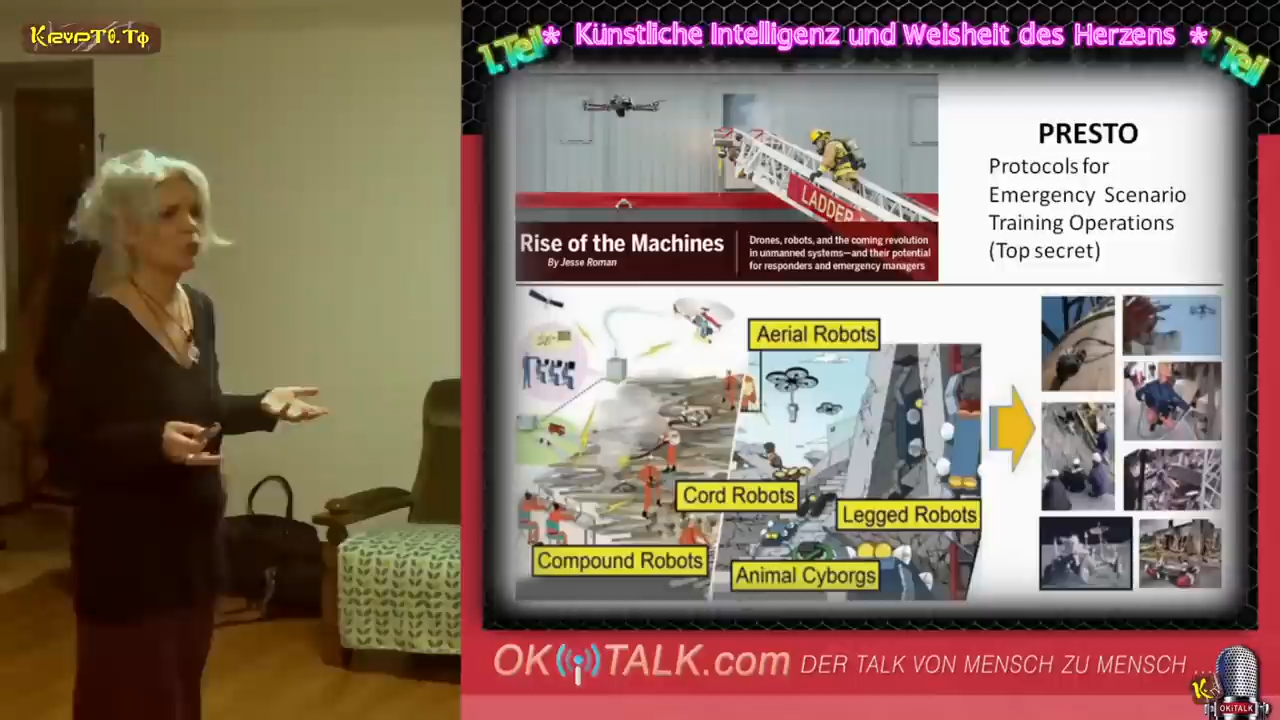 KrypT0.Tφ
1.Teil* Künstliche Intelligenz und Weisheit des Herzens *1 Teil
PRESTO
Protocols for
Emergency Scenario
Training Operations
(Top secret)
LADDER
Rise of the Machines
By Jesse Roman
Drones, robots, and the coming revolution
in unmanned systems—and their potential
for responders and emergency managers
Aerial Robots
Cord Robots
Legged Robots
Compound Robots
Animal Cyborgs
OKiTALK.com DER TALK VON MENSCH ZU MENSCH ...
OKiTALK